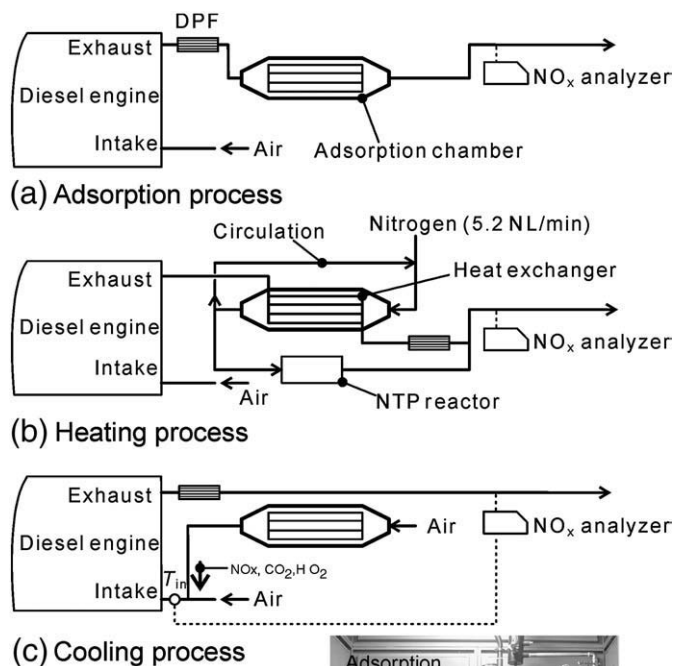 DPF
Exhaust
Diesel engine
NOx analyzer
Intake
Air
Adsorption chamber
(a) Adsorption process
Nitrogen (5.2 NL/min)
Circulation
Exhaust
Heat exchanger
Diesel engine
NOx analyzer
Intake
Air
NTP reactor
(b) Heating process
Exhaust
Diesel engine
Air
NOx analyzer
Tin
NOx, CO2,H O2
Intake
Air
(c) Cooling process
Adsorption